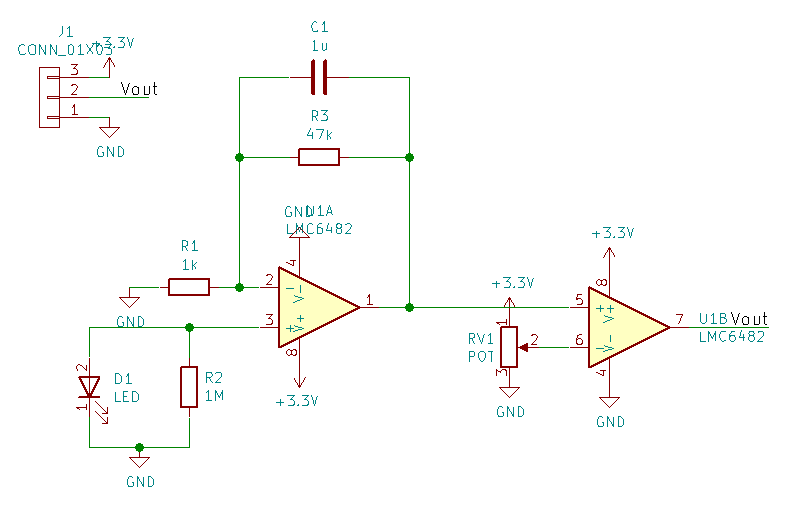 C1
1u
J1
CONN_01X03
+3.3V
3
2
Vout
1
GND
R3
47k
GND
U1A
LMC6482
R1
1k
4
2
V-
-
1
GND
3
+
V+
8
+3.3V
2
D1
LED
1
R2
1M
GND
+3.3V
+3.3V
8
5
+
V+
1
RV1
POT
2
3
6
-
V-
7
U1B
Vout
LMC6482
4
GND
GND